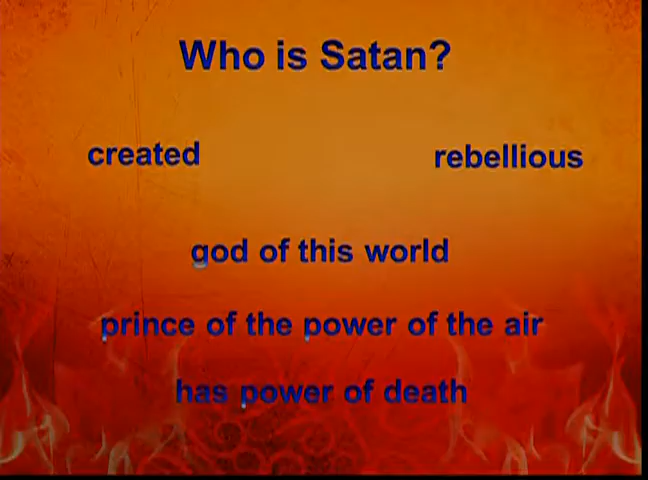 Who is Satan?
created rebellious
god of this world
prince of the power of the air
has power of death